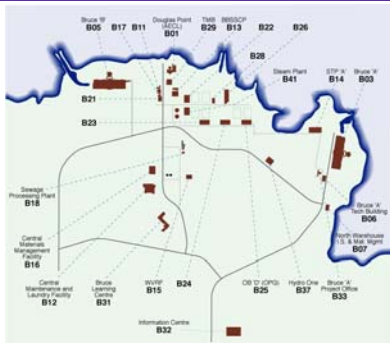 Bruce 'B'
B05
B17
B11
Douglas Point
(AECL)
B01
TMB
B29
BBSSCP
B13
B22
B28
B26
Steam Plant
B41
STP 'A'
B14
Bruce 'A'
B03
B21
B23
Sewage
Processing Plant
B18
Central
Materials
Management
Facility
B16
Central
Maintenance and
Laundry Facility
B12
Bruce
Learning
Centre
B31
WVRF
B15
B24
OB 'D' (OPG)
B25
Hydro One
B37
Bruce 'A'
Project Office
B33
Bruce 'A'
Tech Building
B06
North Warehouse
I.S. & Mat. Mgmt
B07
Information Centre
B32